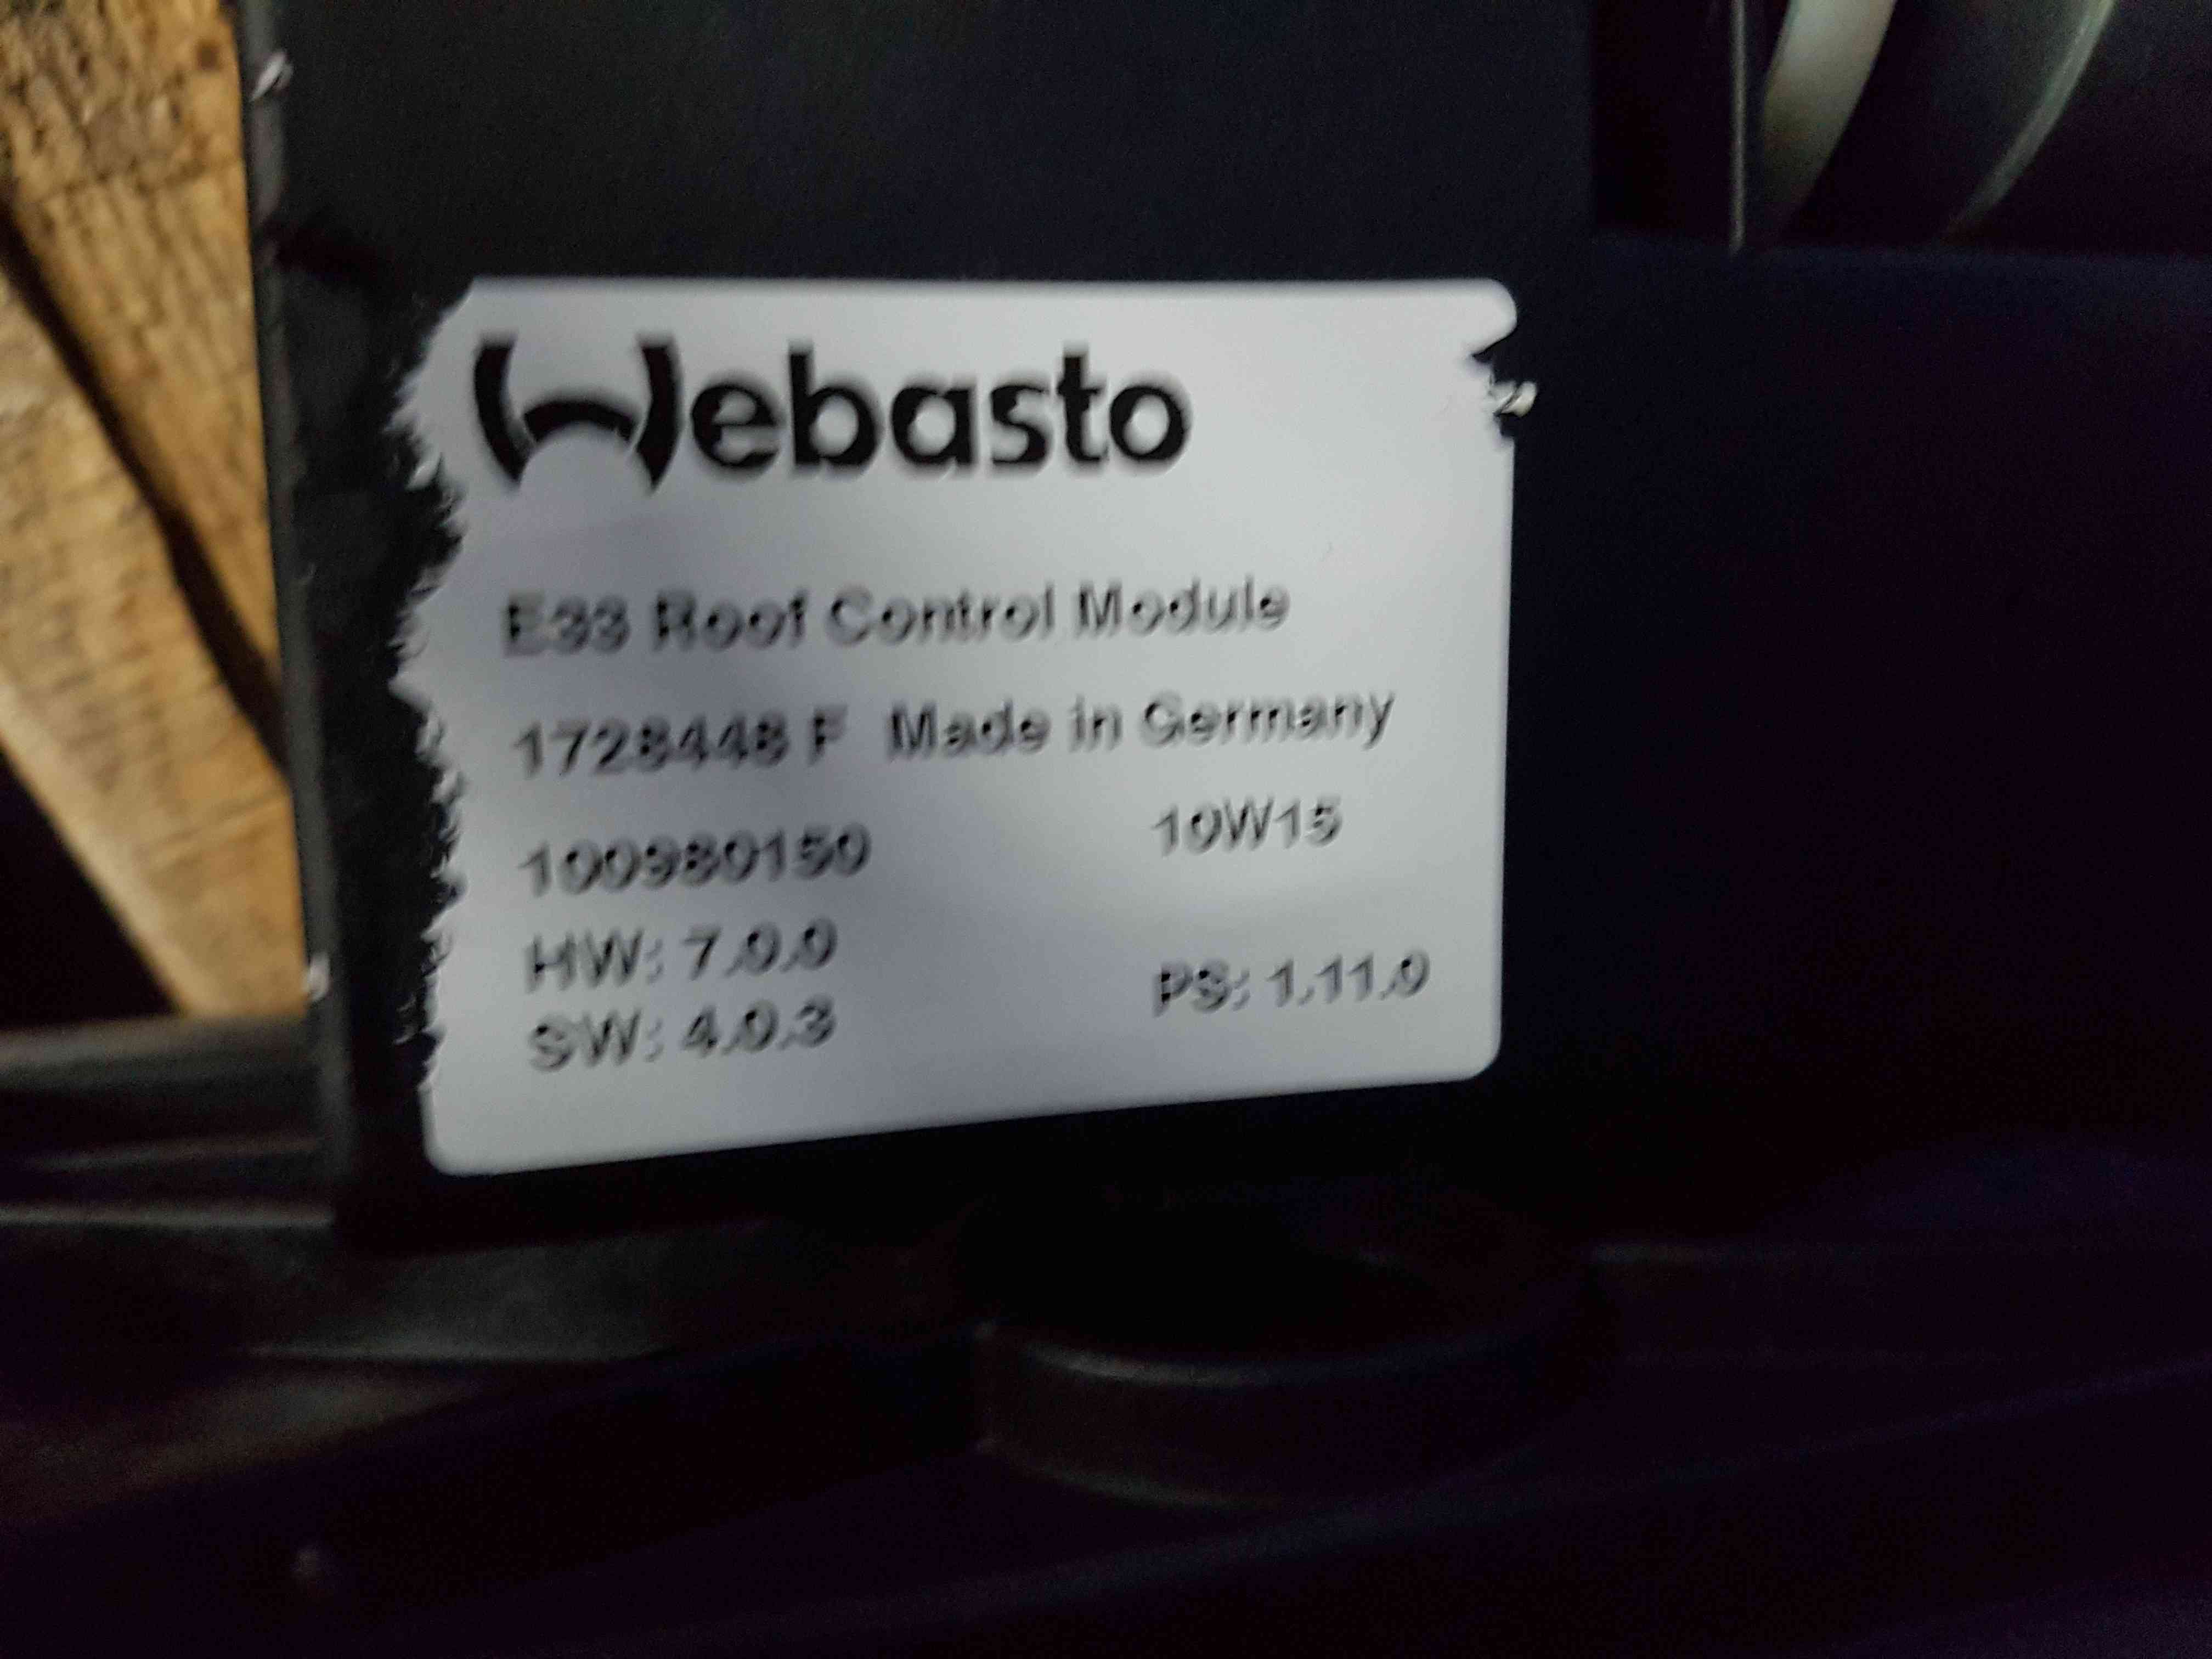 Webasto
E33 Roof Control Module
1728448 F Made in Germany
100980150 10W15
HW: 7.0.0
PS: 1.11.0
SW: 4.0.3